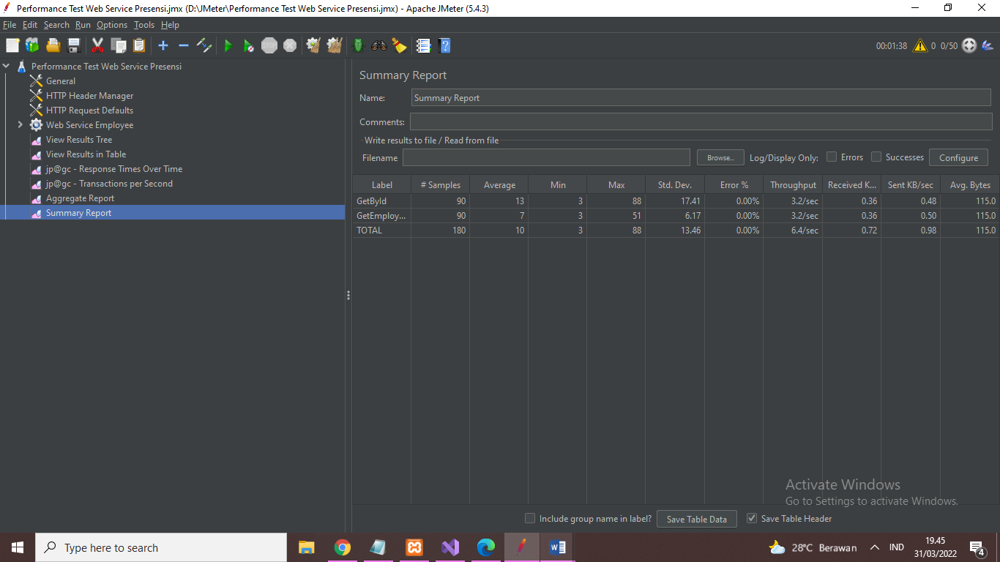 Performance Test Web Service Presensi.jmx (D:\JMeter\Performance Test Web Service Presensi.jmx) - Apache JMeter (5.4.3)
File Edit Search Run Options Tools Help
STOP 00:01:38 0 0/50
Performance Test Web Service Presensi
General
HTTP Header Manager
HTTP Request Defaults
Web Service Employee
View Results Tree
View Results in Table
jp@gc - Response Times Over Time
jp@gc - Transactions per Second
Aggregate Report
Summary Report
Summary Report
Name: Summary Report
Comments:
Write results to file / Read from file
Filename Browse... Log/Display Only: Errors Successes Configure
Label # Samples Average Min Max Std. Dev. Error % Throughput Received K... Sent KB/sec Avg. Bytes
GetById 90 13 3 88 17.41 0.00% 3.2/sec 0.36 0.48 115.0
GetEmploy... 90 7 3 51 6.17 0.00% 3.2/sec 0.36 0.50 115.0
TOTAL 180 10 3 88 13.46 0.00% 6.4/sec 0.72 0.98 115.0
Activate Windows
Go to Settings to activate Windows.
Include group name in label? Save Table Data Save Table Header
Type here to search 28°C Berawan IND 19.45
31/03/2022 4